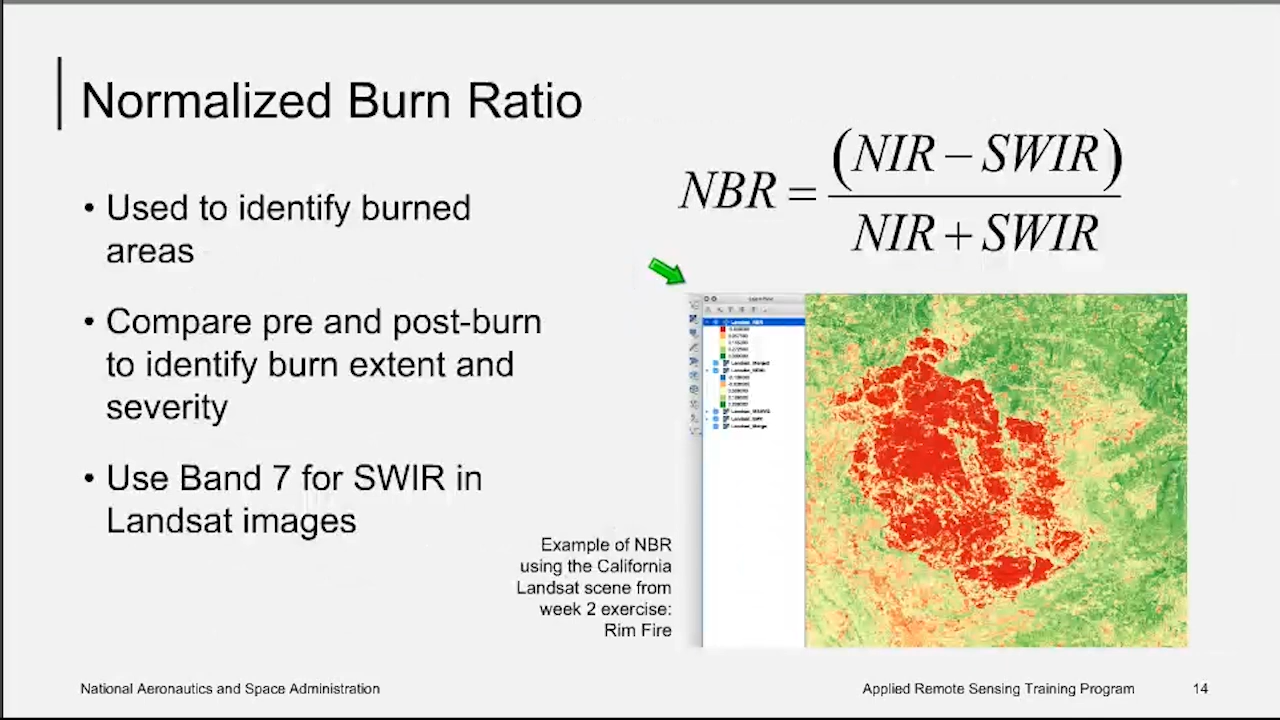 Normalized Burn Ratio
• Used to identify burned
areas
• Compare pre and post-burn
to identify burn extent and
severity
• Use Band 7 for SWIR in
Landsat images
NBR = (NIR – SWIR)
NIR + SWIR
Example of NBR
using the California
Landsat scene from
week 2 exercise:
Rim Fire
National Aeronautics and Space Administration
Applied Remote Sensing Training Program
14